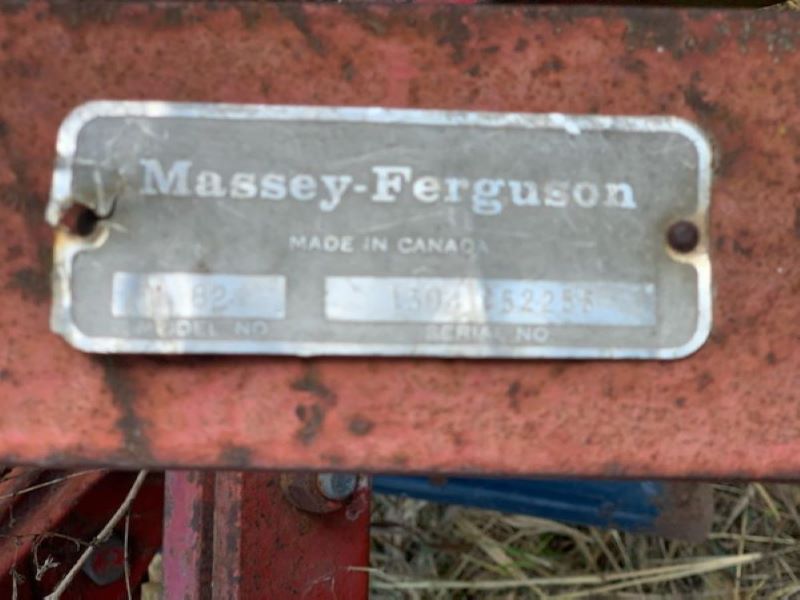 Massey-Ferguson
MADE IN CANADA
82
MODEL NO
SERIAL NO